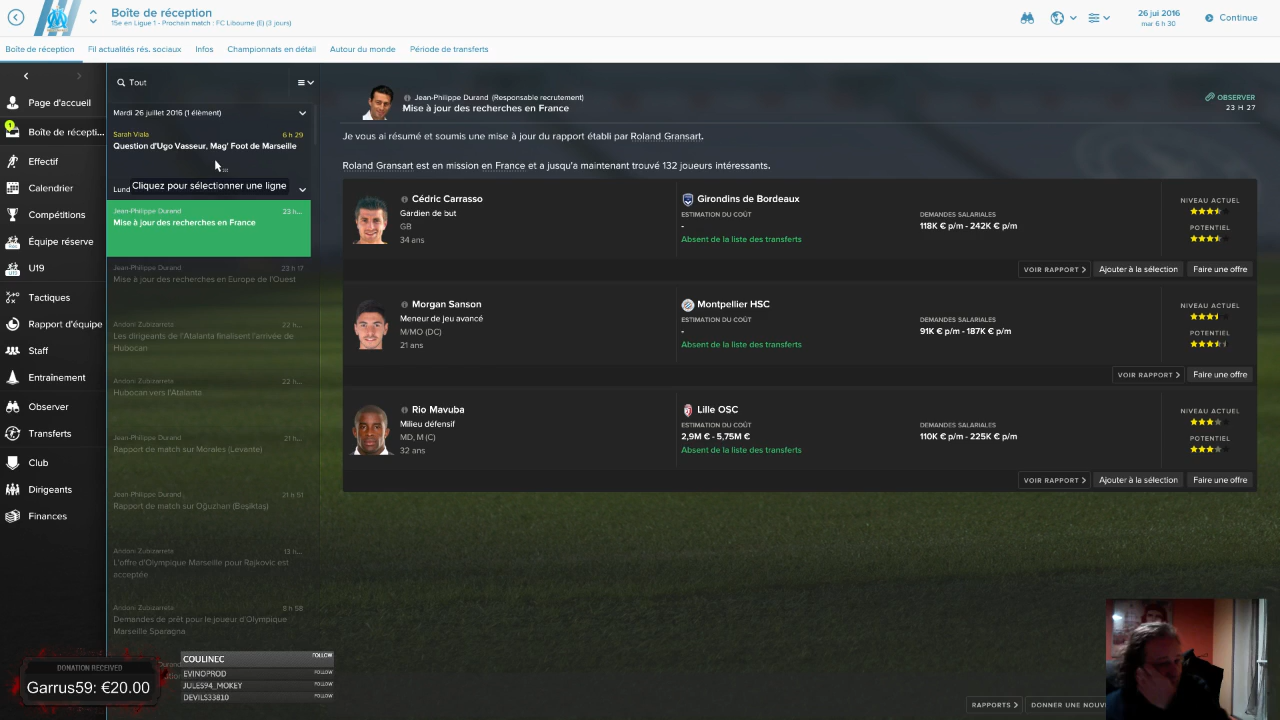 Boîte de réception
15e en Ligue 1 - Prochain match : FC Libourne (E) (3 jours)
26 jui 2016
mar 6 h 30
Continue
Boîte de réception
Fil actualités rés. sociaux
Infos
Championnats en détail
Autour du monde
Période de transferts
Page d'accueil
1
Boîte de récepti...
Effectif
Calendrier
Compétitions
Équipe réserve
U19
Tactiques
Rapport d'équipe
Staff
Entraînement
Observer
Transferts
Club
Dirigeants
Finances
Tout
Mardi 26 juillet 2016 (1 élément)
Sarah Viala
6 h 29
Question d'Ugo Vasseur, Mag' Foot de Marseille
Lund
Cliquez pour sélectionner une ligne
Jean-Philippe Durand
23 h...
Mise à jour des recherches en France
Jean-Philippe Durand
23 h 17
Mise à jour des recherches en Europe de l'Ouest
Andoni Zubizarreta
22 h...
Les dirigeants de l'Atalanta finalisent l'arrivée de
Hubocan
Andoni Zubizarreta
22 h...
Hubocan vers l'Atalanta
Jean-Philippe Durand
21 h...
Rapport de match sur Morales (Levante)
Jean-Philippe Durand
21 h 51
Rapport de match sur Oğuzhan (Beşiktaş)
Andoni Zubizarreta
13 h...
L'offre d'Olympique Marseille pour Rajkovic est
acceptée
Andoni Zubizarreta
8 h 58
Demandes de prêt pour le joueur d'Olympique
Marseille Sparagna
Jean-Philippe Durand (Responsable recrutement)
Mise à jour des recherches en France
OBSERVER
23 H 27
Je vous ai résumé et soumis une mise à jour du rapport établi par Roland Gransart.
Roland Gransart est en mission en France et a jusqu'a maintenant trouvé 132 joueurs intéressants.
Cédric Carrasso
Gardien de but
GB
34 ans
Girondins de Bordeaux
ESTIMATION DU COÛT
-
Absent de la liste des transferts
DEMANDES SALARIALES
118K € p/m - 242K € p/m
NIVEAU ACTUEL
POTENTIEL
VOIR RAPPORT
Ajouter à la sélection
Faire une offre
Morgan Sanson
Meneur de jeu avancé
M/MO (DC)
21 ans
Montpellier HSC
ESTIMATION DU COÛT
-
Absent de la liste des transferts
DEMANDES SALARIALES
91K € p/m - 187K € p/m
NIVEAU ACTUEL
POTENTIEL
VOIR RAPPORT
Faire une offre
Rio Mavuba
Milieu défensif
MD, M (C)
32 ans
Lille OSC
ESTIMATION DU COÛT
2,9M € - 5,75M €
Absent de la liste des transferts
DEMANDES SALARIALES
110K € p/m - 225K € p/m
NIVEAU ACTUEL
POTENTIEL
VOIR RAPPORT
Ajouter à la sélection
Faire une offre
RAPPORTS
DONNER UNE NOUV
DONATION RECEIVED
Garrus59: €20.00
COULINEC FOLLOW
EVINOPROD FOLLOW
JULES94_MOKEY FOLLOW
DEVILS33810 FOLLOW